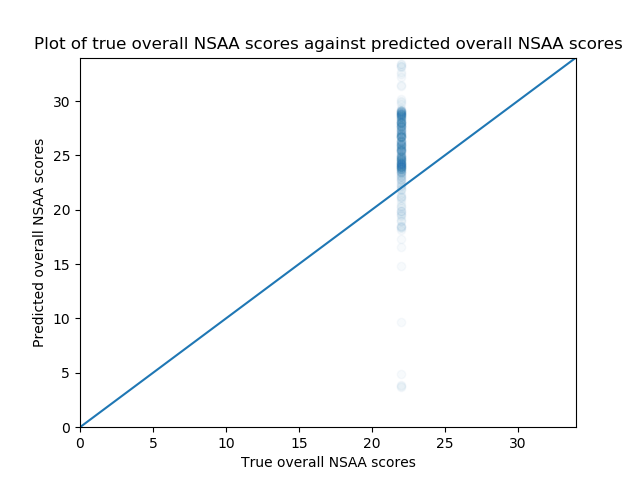 Plot of true overall NSAA scores against predicted overall NSAA scores
30
25
20
15
10
5
0
Predicted overall NSAA scores
0 5 10 15 20 25 30
True overall NSAA scores